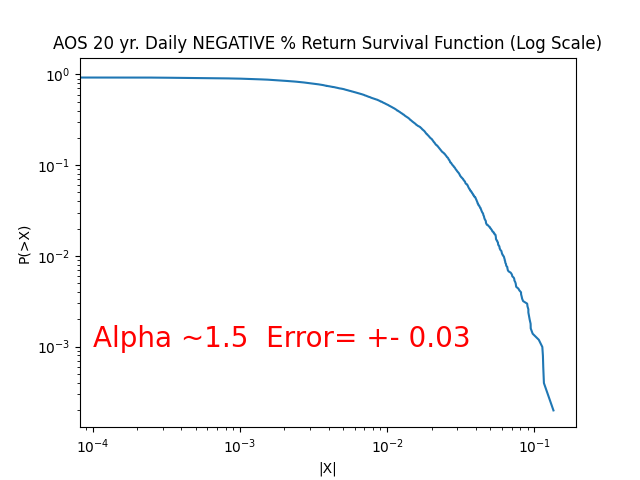 AOS 20 yr. Daily NEGATIVE % Return Survival Function (Log Scale)
10⁰
10⁻¹
10⁻²
10⁻³
P(>X)
Alpha ~1.5  Error= +- 0.03
10⁻⁴ 10⁻³ 10⁻² 10⁻¹
|X|